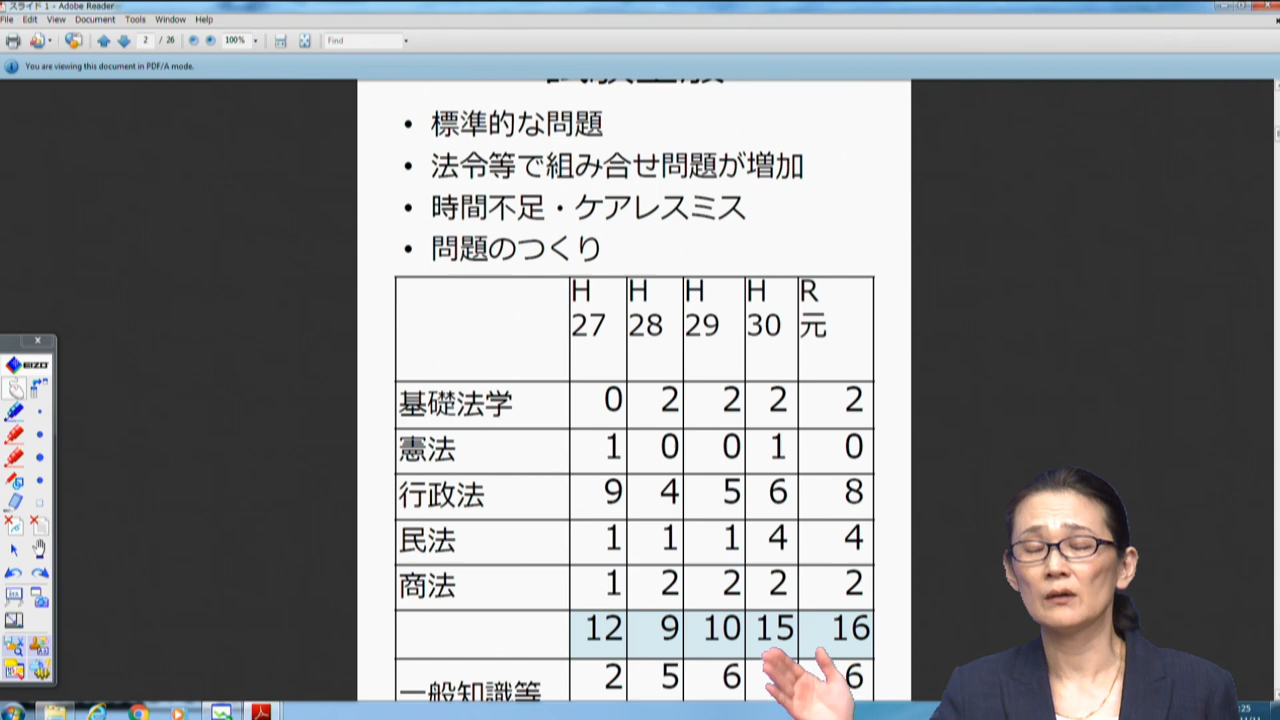 スライド 1 - Adobe Reader
File Edit View Document Tools Window Help
2 / 26 100% Find
You are viewing this document in PDF/A mode.
• 標準的な問題
• 法令等で組み合せ問題が増加
• 時間不足・ケアレスミス
• 問題のつくり
H 27 H 28 H 29 H 30 R 元
基礎法学 0 2 2 2 2
憲法 1 0 0 1 0
行政法 9 4 5 6 8
民法 1 1 1 4 4
商法 1 2 2 2 2
12 9 10 15 16
一般知識等 2 5 6 6
EIZO